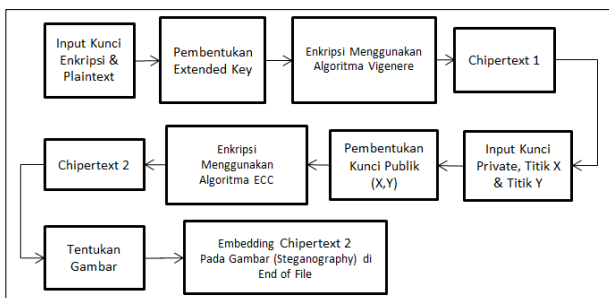 Input Kunci
Enkripsi &
Plaintext
Pembentukan
Extended Key
Enkripsi Menggunakan
Algoritma Vigenere
Chipertext 1
Input Kunci
Private, Titik X
& Titik Y
Pembentukan
Kunci Publik
(X,Y)
Enkripsi
Menggunakan
Algoritma ECC
Chipertext 2
Tentukan
Gambar
Embedding Chipertext 2
Pada Gambar (Steganography) di
End of File